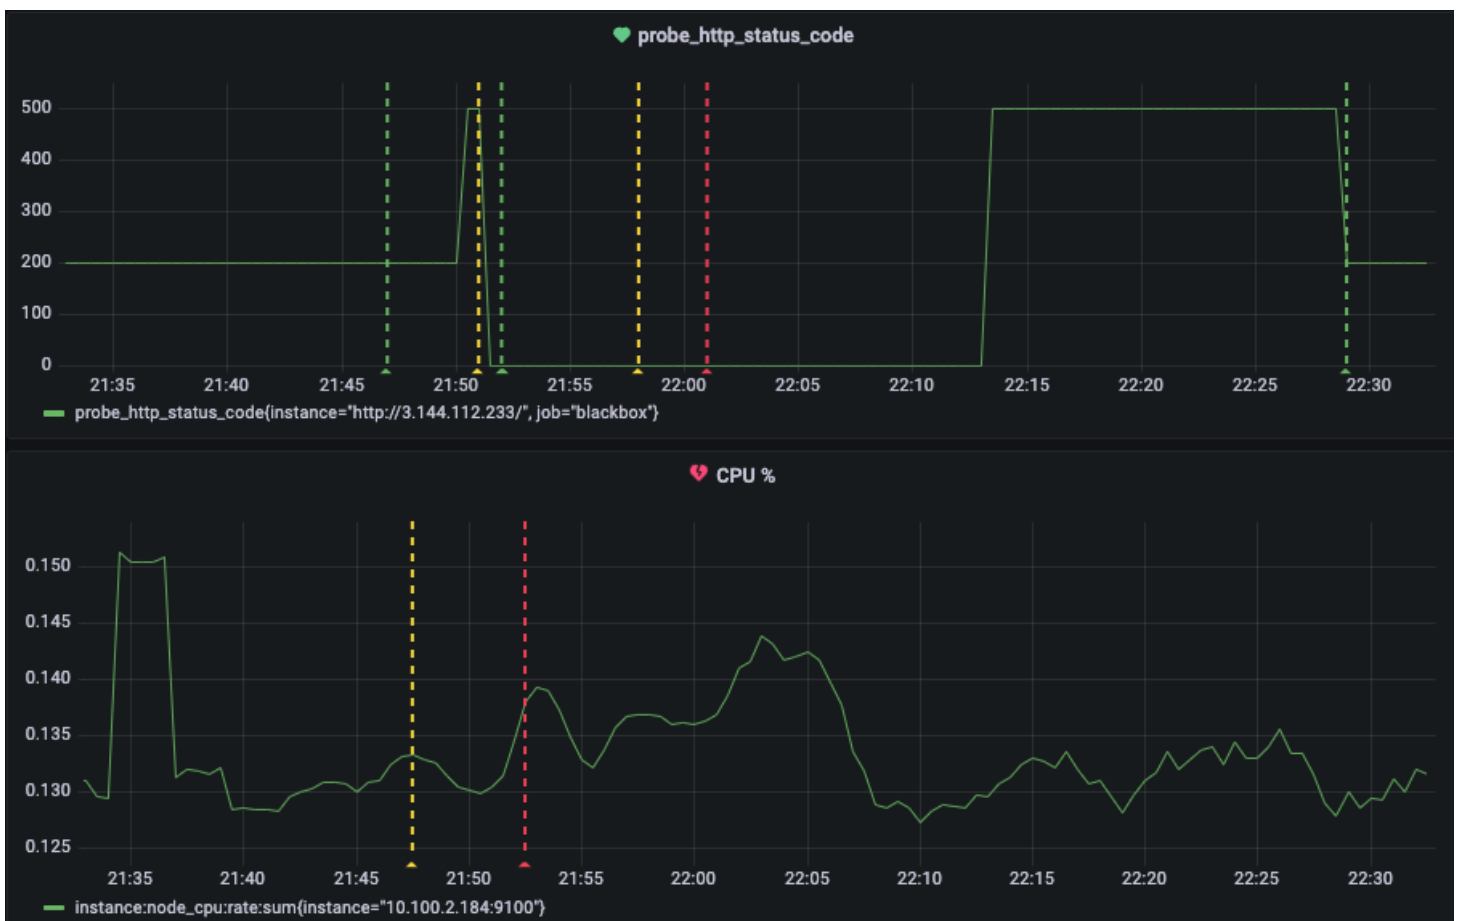 probe_http_status_code
500
400
300
200
100
0
21:35 21:40 21:45 21:50 21:55 22:00 22:05 22:10 22:15 22:20 22:25 22:30
probe_http_status_code{instance="http://3.144.112.233/", job="blackbox"}
CPU %
0.150
0.145
0.140
0.135
0.130
0.125
21:35 21:40 21:45 21:50 21:55 22:00 22:05 22:10 22:15 22:20 22:25 22:30
instance:node_cpu:rate:sum{instance="10.100.2.184:9100"}